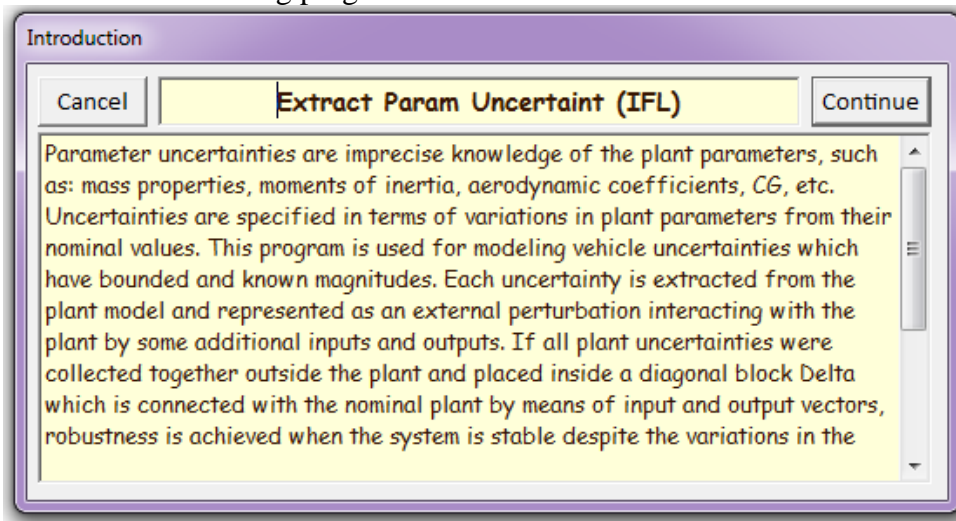 Introduction
Cancel
Extract Param Uncertaint (IFL)
Continue
Parameter uncertainties are imprecise knowledge of the plant parameters, such
as: mass properties, moments of inertia, aerodynamic coefficients, CG, etc.
Uncertainties are specified in terms of variations in plant parameters from their
nominal values. This program is used for modeling vehicle uncertainties which
have bounded and known magnitudes. Each uncertainty is extracted from the
plant model and represented as an external perturbation interacting with the
plant by some additional inputs and outputs. If all plant uncertainties were
collected together outside the plant and placed inside a diagonal block Delta
which is connected with the nominal plant by means of input and output vectors,
robustness is achieved when the system is stable despite the variations in the